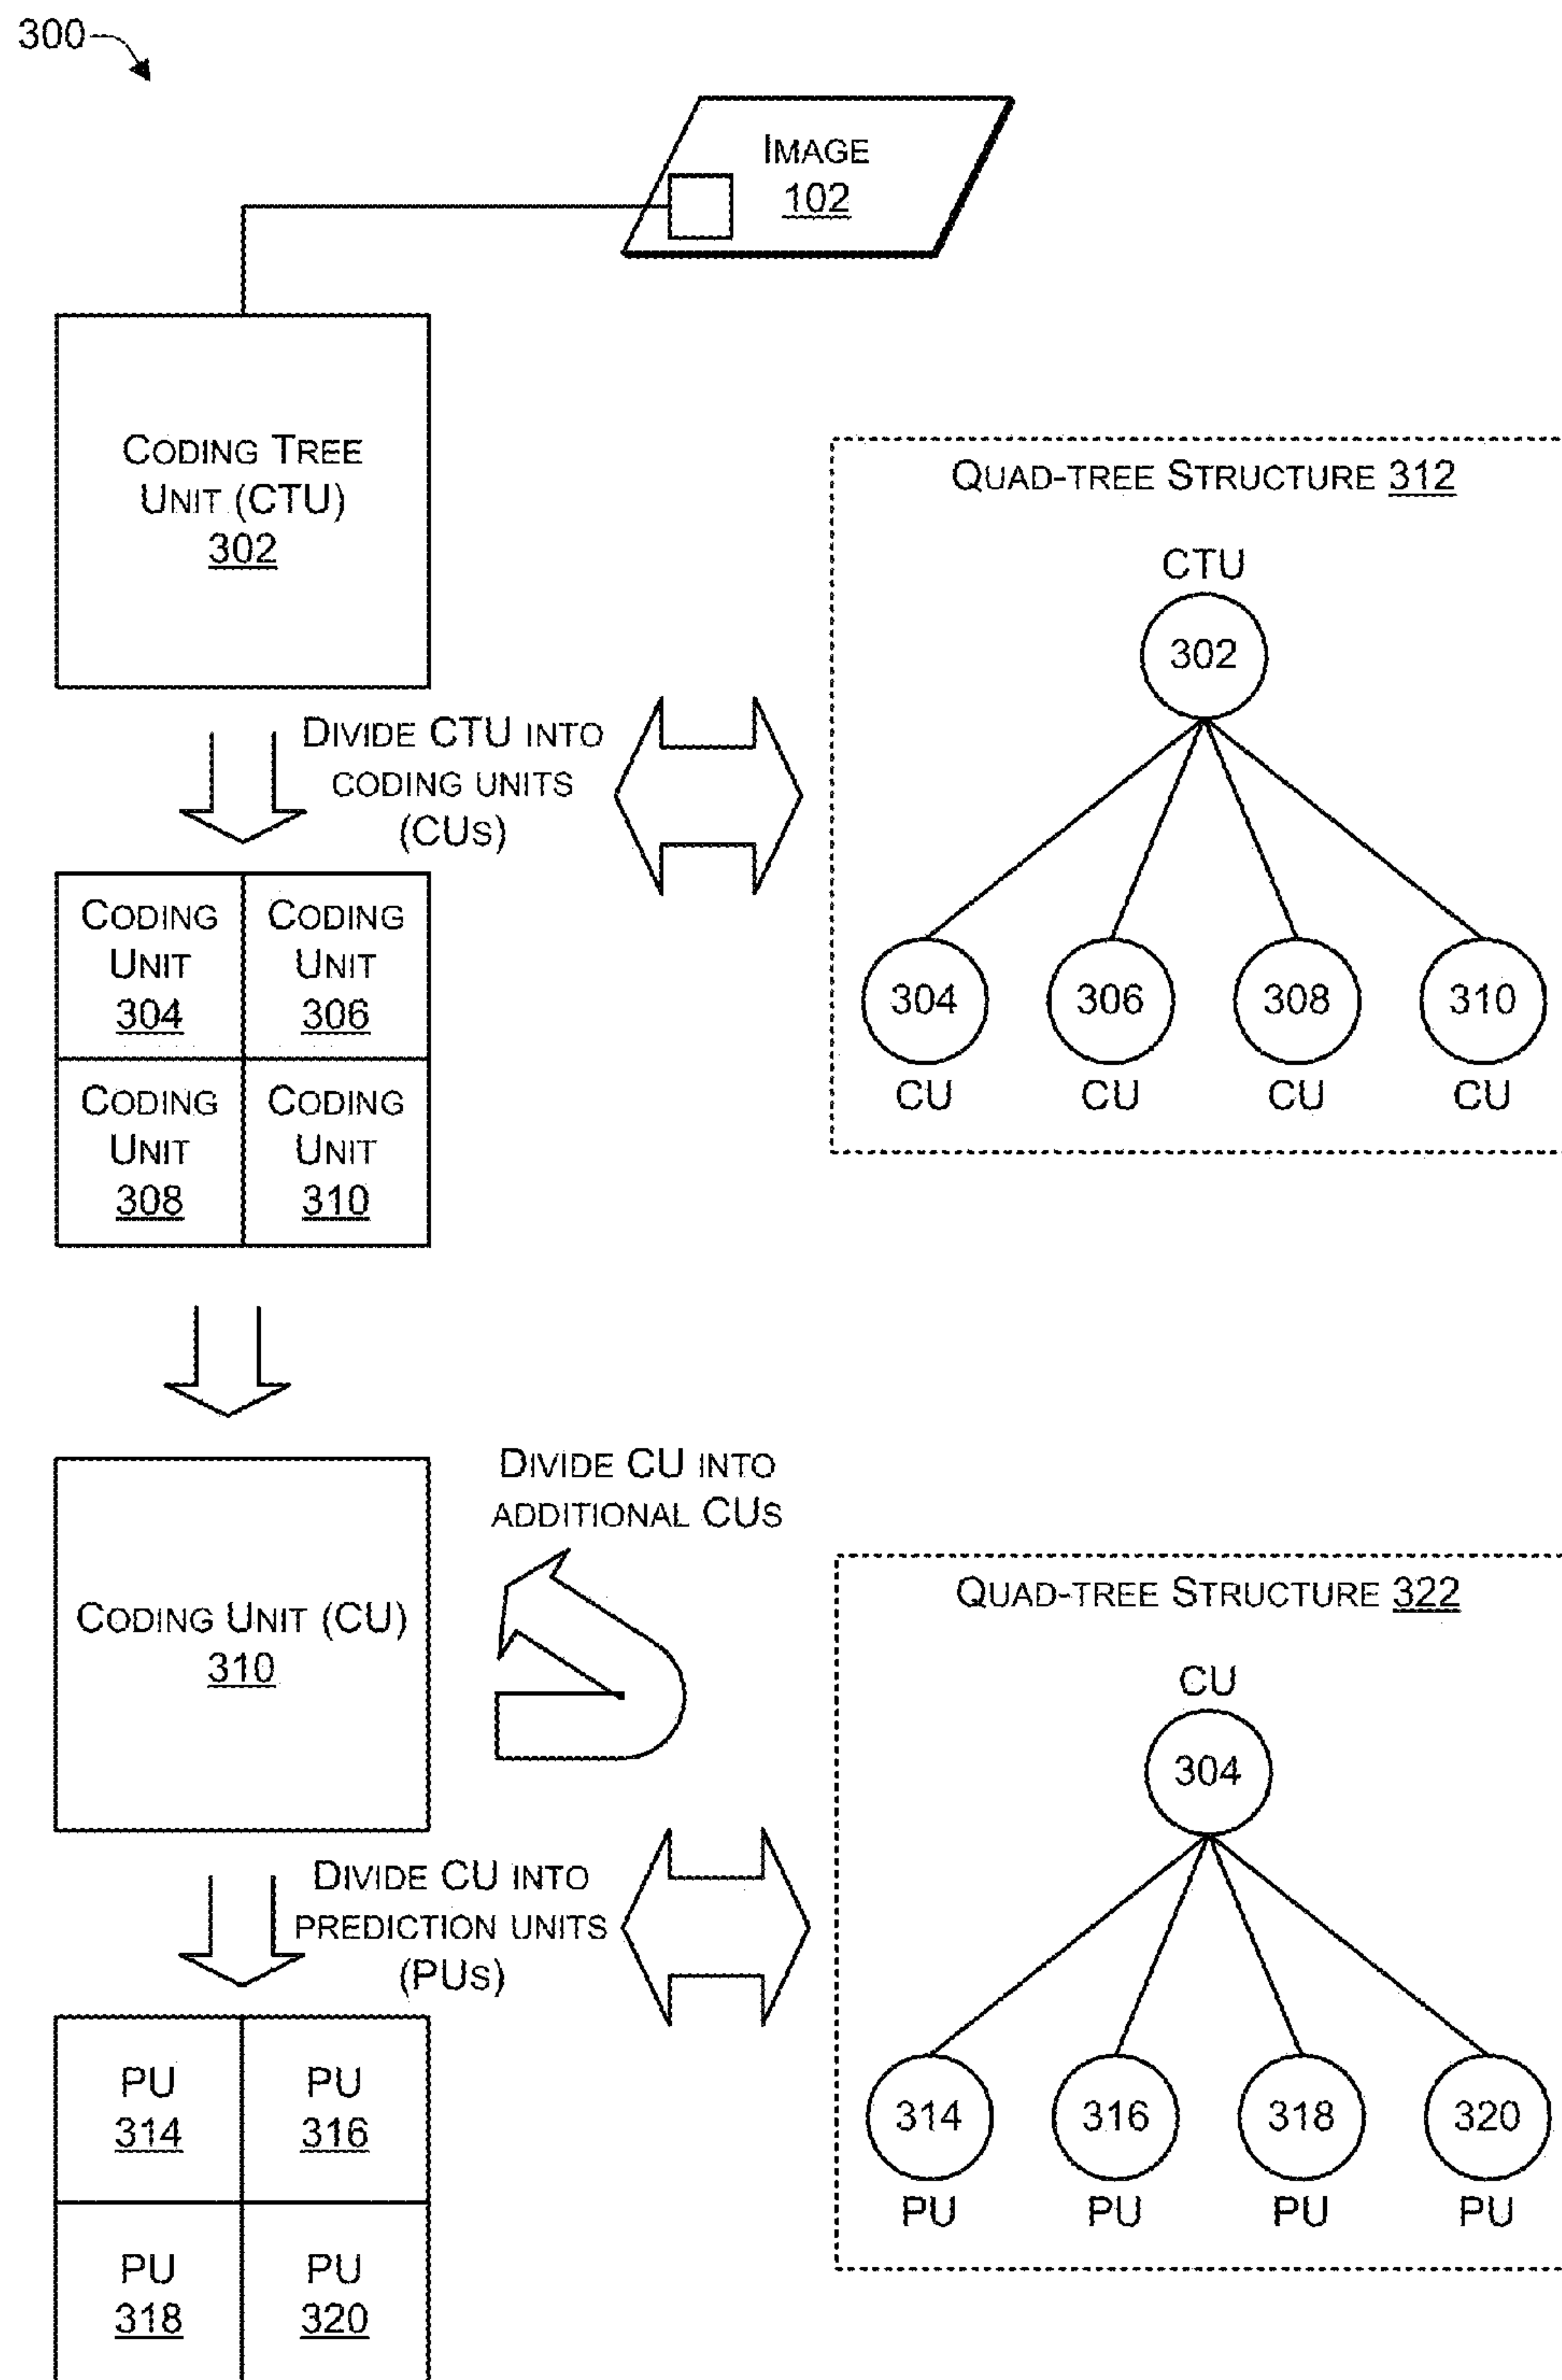 300
IMAGE
102
CODING TREE
UNIT (CTU)
302
DIVIDE CTU INTO
CODING UNITS
(CUS)
QUAD-TREE STRUCTURE 312
CTU
302
304 306 308 310
CU CU CU CU
CODING CODING
UNIT UNIT
304 306
CODING CODING
UNIT UNIT
308 310
CODING UNIT (CU)
310
DIVIDE CU INTO
ADDITIONAL CUS
DIVIDE CU INTO
PREDICTION UNITS
(PUS)
QUAD-TREE STRUCTURE 322
CU
304
314 316 318 320
PU PU PU PU
PU PU
314 316
PU PU
318 320